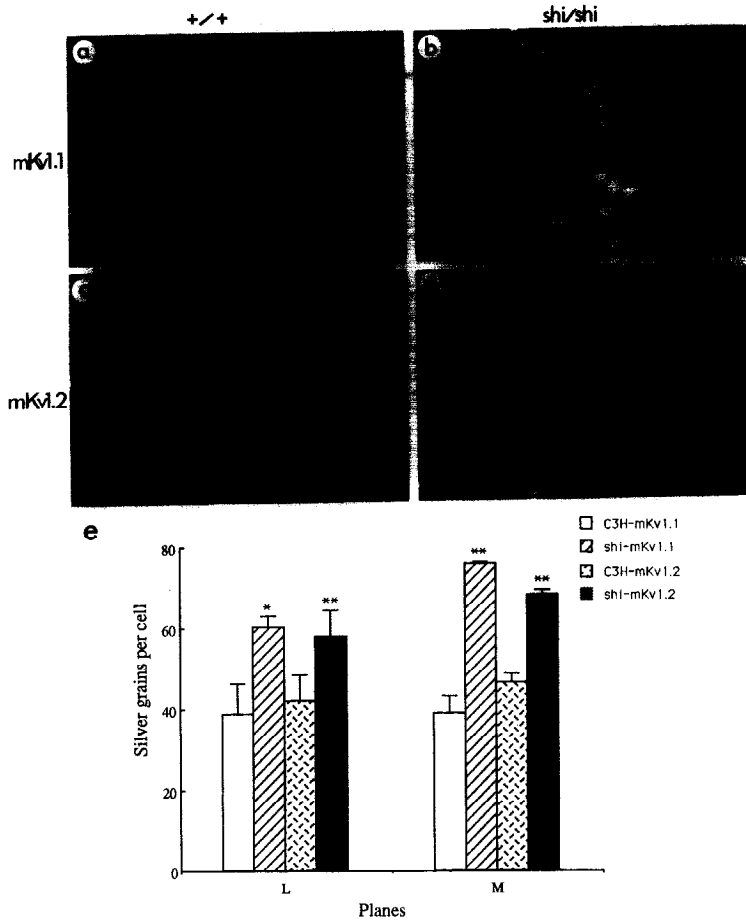 +/+ shi/shi
a b
mKv1.1
c
mKv1.2
e
C3H-mKv1.1
shi-mKv1.1
C3H-mKv1.2
shi-mKv1.2
80
60
40
20
0
Silver grains per cell
* ** ** **
L M
Planes